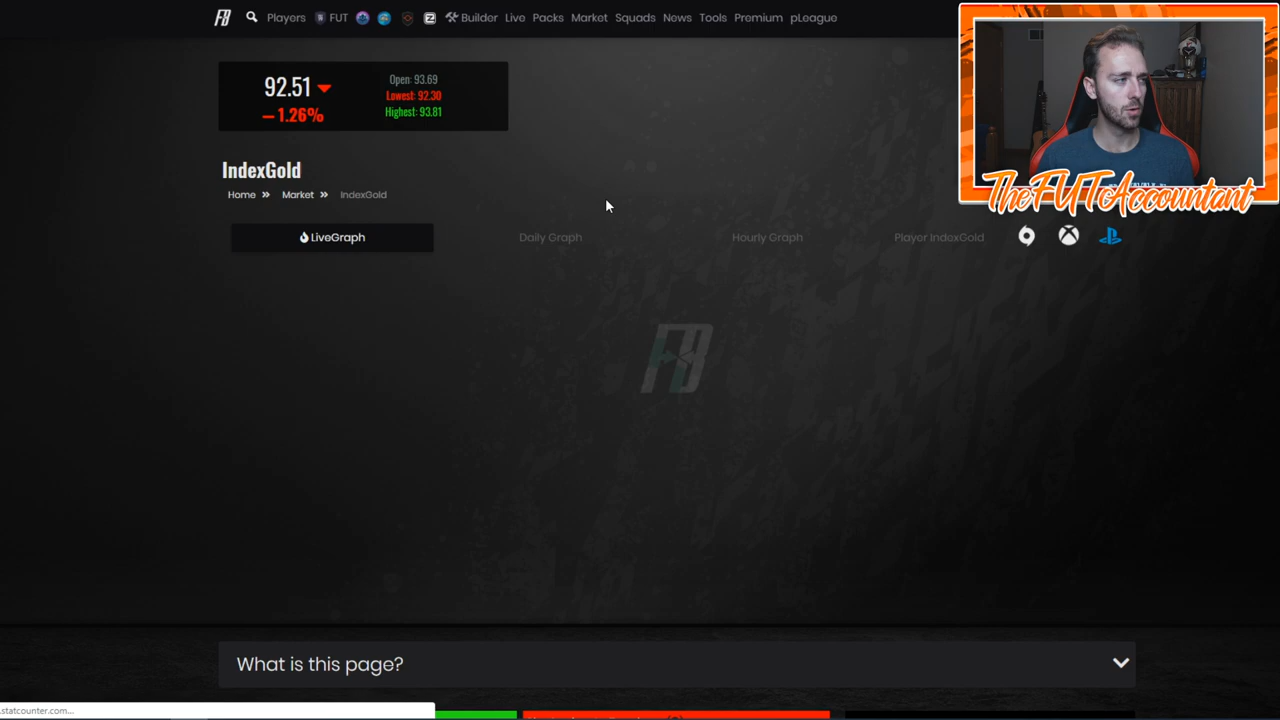 FB Players FUT Z Builder Live Packs Market Squads News Tools Premium pLeague
92.51
– 1.26%
Open: 93.69
Lowest: 92.30
Highest: 93.81
TheFUTAccountant
IndexGold
Home » Market » IndexGold
LiveGraph Daily Graph Hourly Graph Player IndexGold
FB
What is this page?
.statcounter.com...